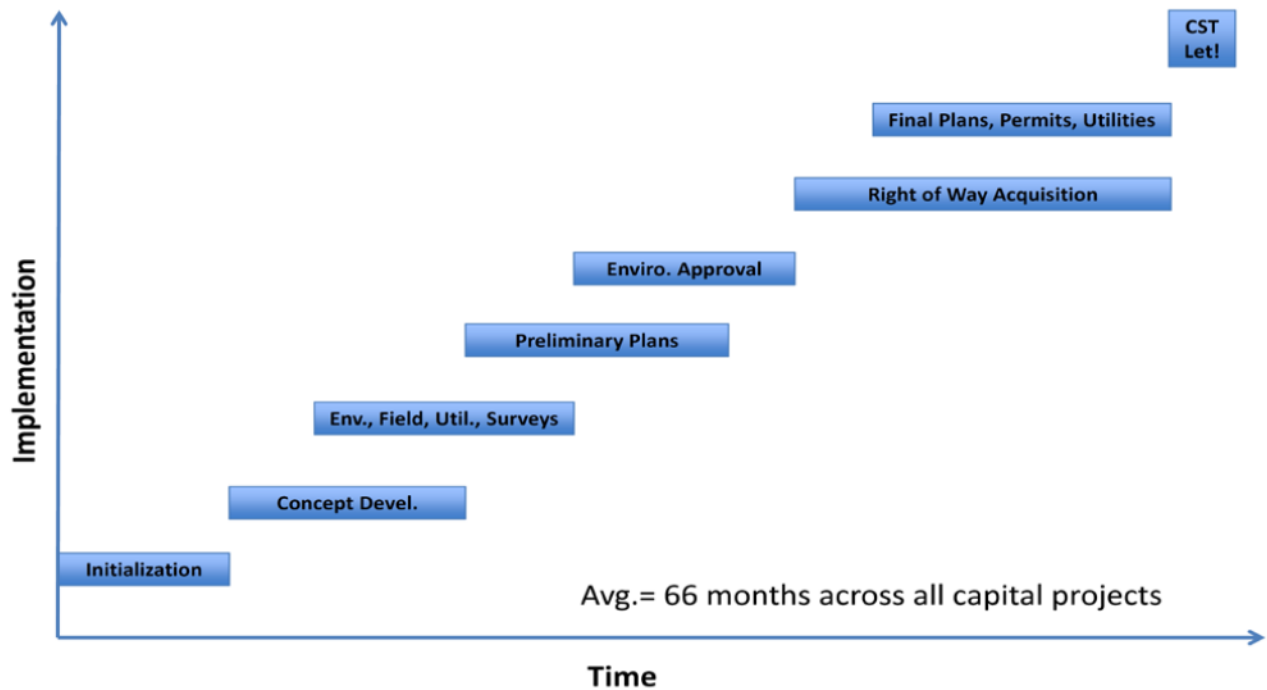 CST
Let!
Final Plans, Permits, Utilities
Right of Way Acquisition
Enviro. Approval
Preliminary Plans
Env., Field, Util., Surveys
Concept Devel.
Initialization
Avg.= 66 months across all capital projects
Implementation
Time